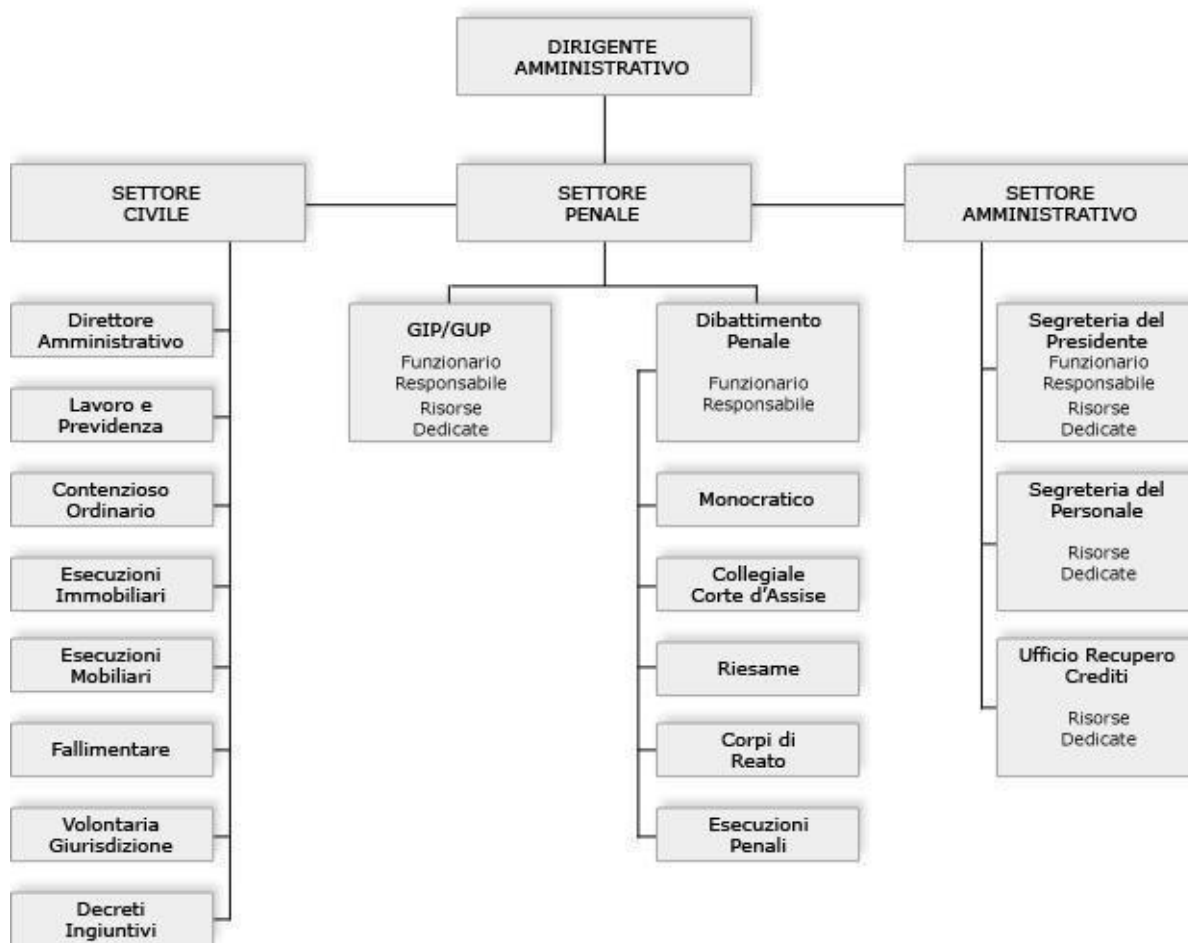 DIRIGENTE
AMMINISTRATIVO
SETTORE
CIVILE
SETTORE
PENALE
SETTORE
AMMINISTRATIVO
Direttore
Amministrativo
Lavoro e
Previdenza
Contenzioso
Ordinario
Esecuzioni
Immobiliari
Esecuzioni
Mobiliari
Fallimentare
Volontaria
Giurisdizione
Decreti
Ingiuntivi
GIP/GUP
Funzionario
Responsabile
Risorse
Dedicate
Dibattimento
Penale
Funzionario
Responsabile
Monocratico
Collegiale
Corte d'Assise
Riesame
Corpi di
Reato
Esecuzioni
Penali
Segreteria del
Presidente
Funzionario
Responsabile
Risorse
Dedicate
Segreteria del
Personale
Risorse
Dedicate
Ufficio Recupero
Crediti
Risorse
Dedicate